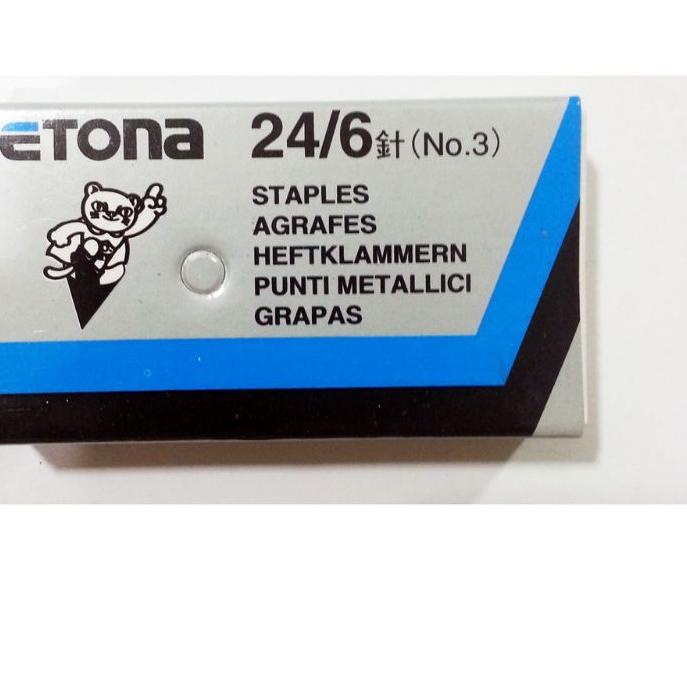 ETONA
24/6針(No.3)
STAPLES
AGRAFES
HEFTKLAMMERN
PUNTI METALLICI
GRAPAS